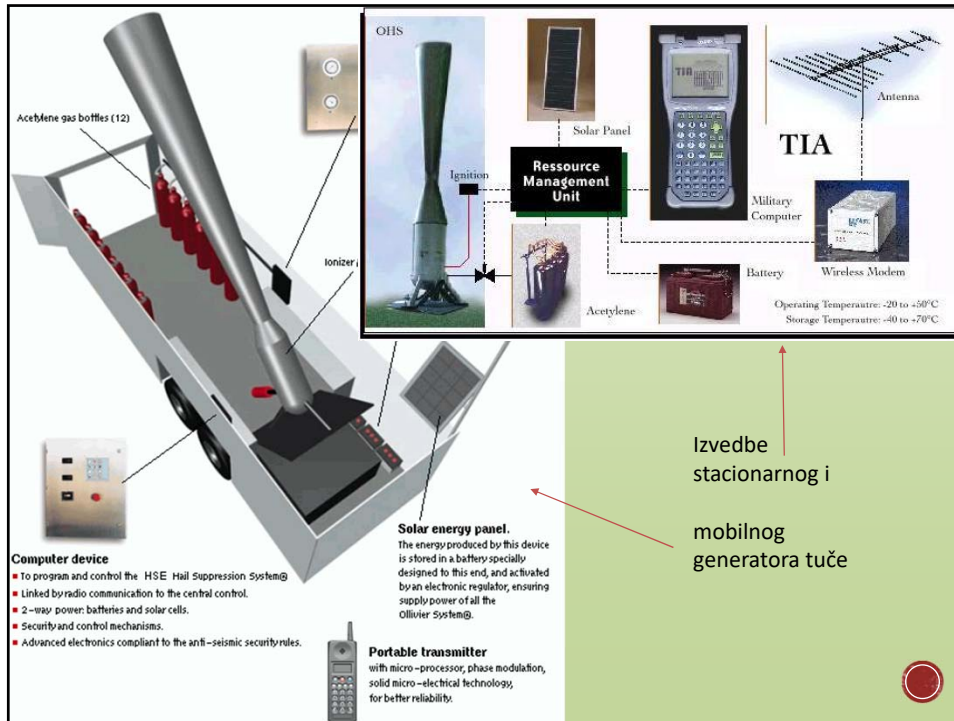 Acetylene gas bottles (12)
Ionizer
OHS
Solar Panel
TIA
Antenna
Ignition
Ressource
Management
Unit
Military
Computer
Wireless Modem
Acetylene
Battery
Operating Temperautre: -20 to +50°C
Storage Temperautre: -40 to +70°C
Izvedbe
stacionarnog i
mobilnog
generatora tuče
Solar energy panel.
The energy produced by this device
is stored in a battery specially
designed to this end, and activated
by an electronic regulator, ensuring
supply power of all the
Ollivier System®.
Computer device
To program and control the HSE Hail Suppression System®
Linked by radio communication to the central control.
2-way power: batteries and solar cells.
Security and control mechanisms.
Advanced electronics compliant to the anti-seismic security rules.
Portable transmitter
with micro-processor, phase modulation,
solid micro-electrical technology,
for better reliability.